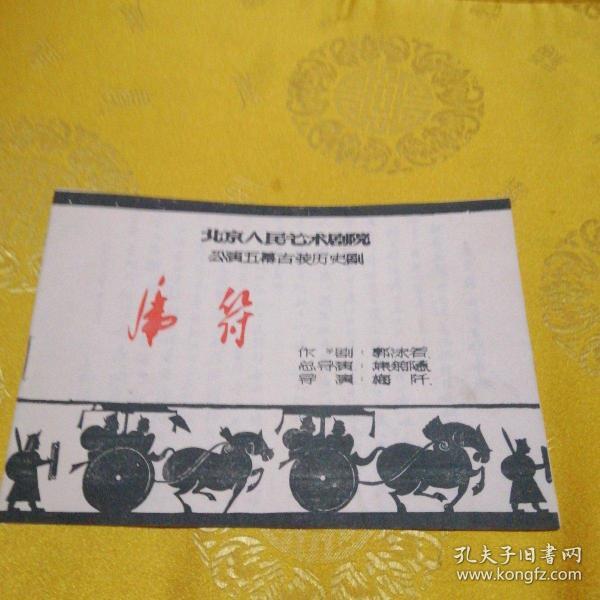 北京人民艺术剧院
公演五幕古装历史剧
虎符
作 剧：郭沫若
总导演：焦菊隐
导 演：梅 阡
孔夫子旧书网
www.kongfz.com